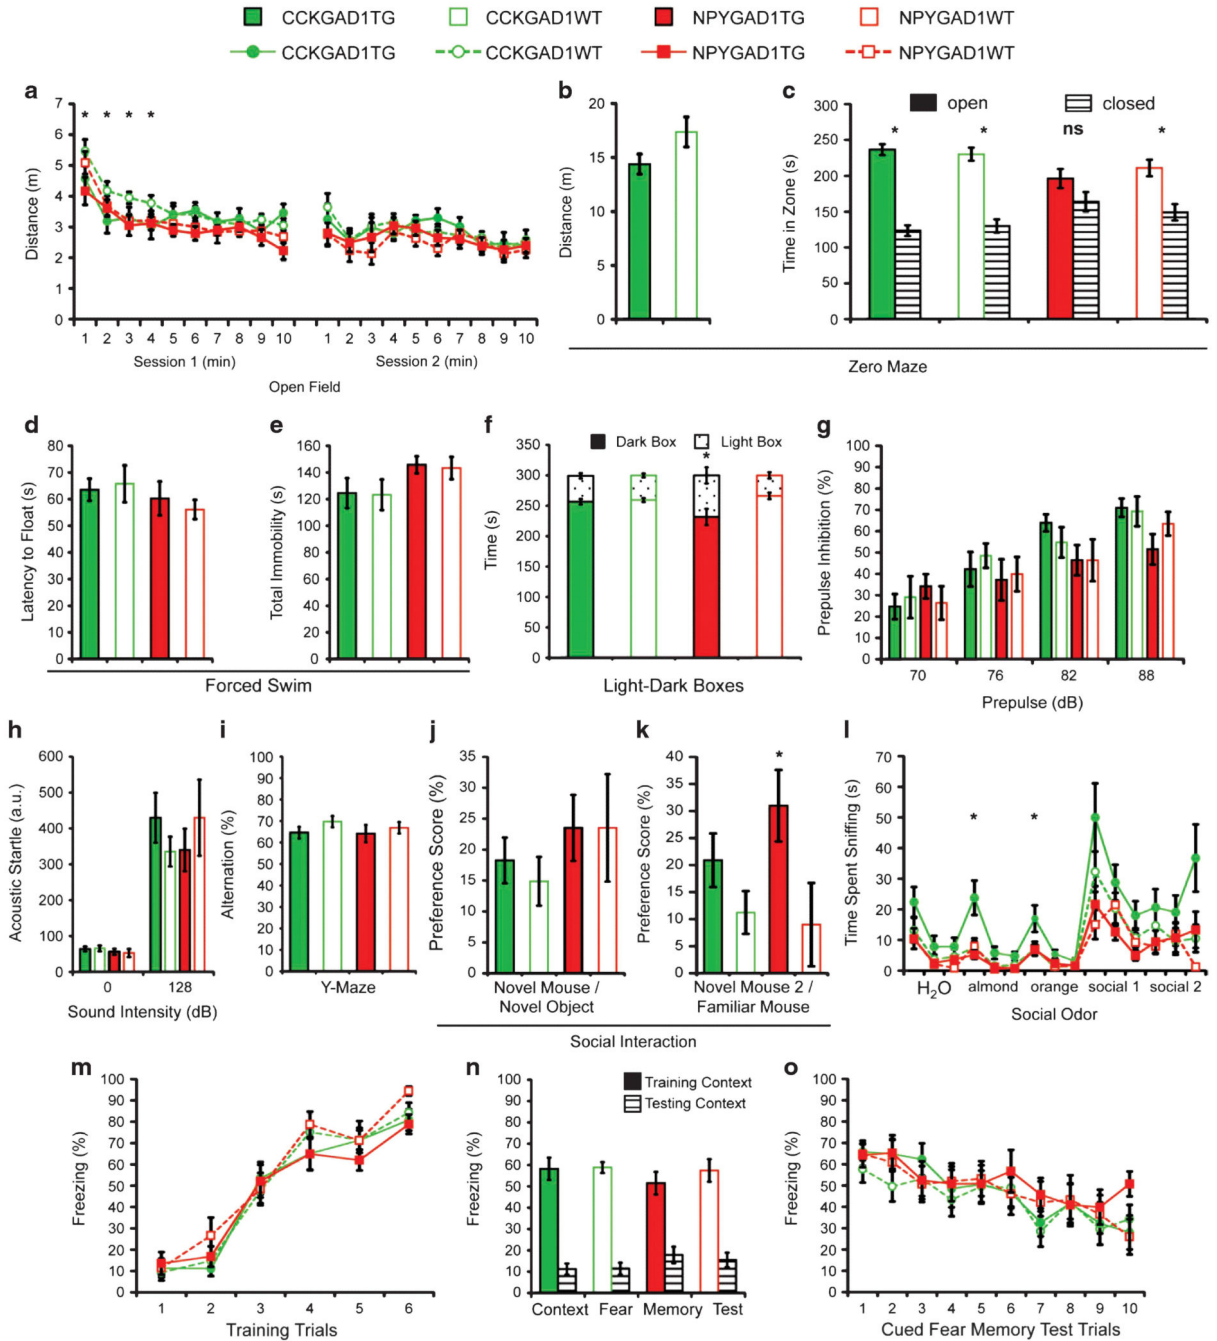 CCKGAD1TG CCKGAD1WT NPYGAD1TG NPYGAD1WT
CCKGAD1TG CCKGAD1WT NPYGAD1TG NPYGAD1WT
a
7
6
5
4
3
2
1
0
Distance (m)
* * * *
1 2 3 4 5 6 7 8 9 10 1 2 3 4 5 6 7 8 9 10
Session 1 (min) Session 2 (min)
Open Field
b
20
15
10
5
0
Distance (m)
c
300
250
200
150
100
50
0
Time in Zone (s)
open closed
* * ns *
Zero Maze
d
80
70
60
50
40
30
20
10
0
Latency to Float (s)
e
160
140
120
100
80
60
40
20
0
Total Immobility (s)
Forced Swim
f
350
300
250
200
150
100
50
0
Time (s)
Dark Box Light Box
*
Light-Dark Boxes
g
100
90
80
70
60
50
40
30
20
10
0
Prepulse Inhibition (%)
70 76 82 88
Prepulse (dB)
h
600
500
400
300
200
100
0
Acoustic Startle (a.u.)
0 128
Sound Intensity (dB)
i
100
90
80
70
60
50
40
30
20
10
0
Alternation (%)
Y-Maze
j
35
30
25
20
15
10
5
0
Preference Score (%)
Novel Mouse /
Novel Object
k
40
35
30
25
20
15
10
5
0
Preference Score (%)
*
Novel Mouse 2 /
Familiar Mouse
Social Interaction
l
70
60
50
40
30
20
10
0
Time Spent Sniffing (s)
* *
H2O almond orange social 1 social 2
Social Odor
m
100
90
80
70
60
50
40
30
20
10
0
Freezing (%)
1 2 3 4 5 6
Training Trials
n
100
90
80
70
60
50
40
30
20
10
0
Freezing (%)
Training Context
Testing Context
Context Fear Memory Test
o
100
90
80
70
60
50
40
30
20
10
0
Freezing (%)
1 2 3 4 5 6 7 8 9 10
Cued Fear Memory Test Trials